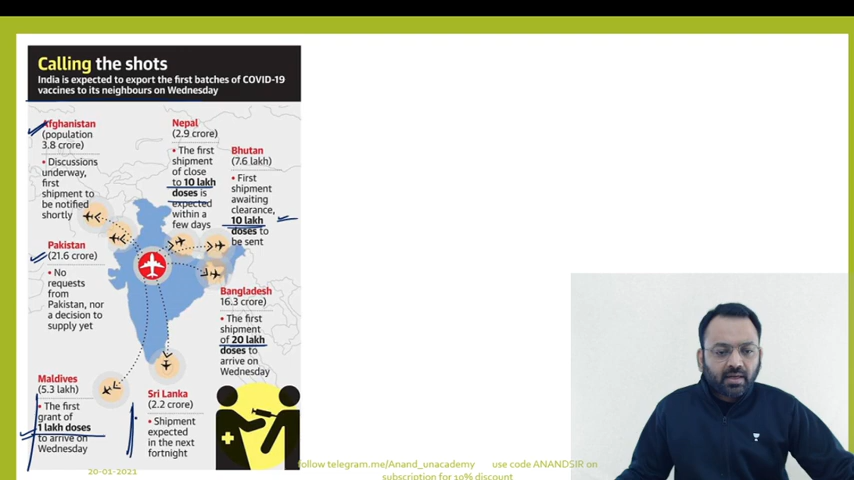 Calling the shots
India is expected to export the first batches of COVID-19
vaccines to its neighbours on Wednesday
Afghanistan
(population
3.8 crore)
• Discussions
underway,
first
shipment to
be notified
shortly
Nepal
(2.9 crore)
• The first
shipment
of close
to 10 lakh
doses is
expected
within a
few days
Bhutan
(7.6 lakh)
• First
shipment
awaiting
clearance,
10 lakh
doses to
be sent
Pakistan
(21.6 crore)
• No
requests
from
Pakistan, nor
a decision to
supply yet
Bangladesh
16.3 crore)
• The first
shipment
of 20 lakh
doses to
arrive on
Wednesday
Maldives
(5.3 lakh)
• The first
grant of
1 lakh doses
to arrive on
Wednesday
Sri Lanka
(2.2 crore)
• Shipment
expected
in the next
fortnight
20-01-2021
follow telegram.me/Anand_unacademy use code ANANDSIR on
subscription for 10% discount